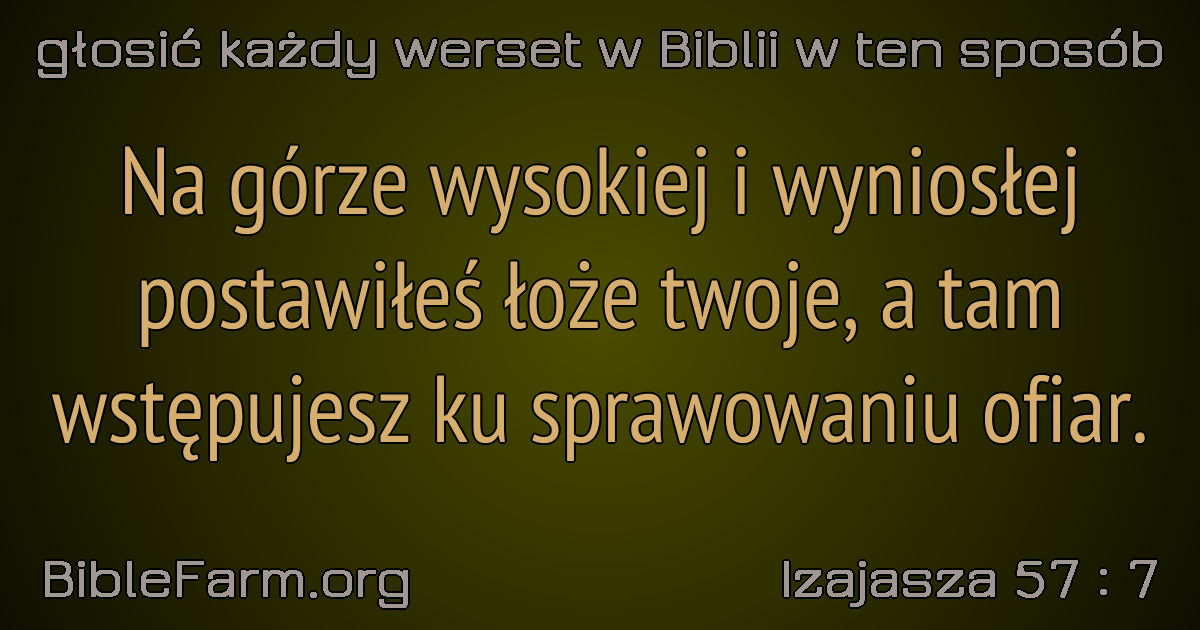 głosić każdy werset w Biblii w ten sposób
Na górze wysokiej i wyniosłej
postawiłeś łoże twoje, a tam
wstępujesz ku sprawowaniu ofiar.
BibleFarm.org
Izajasza 57 : 7